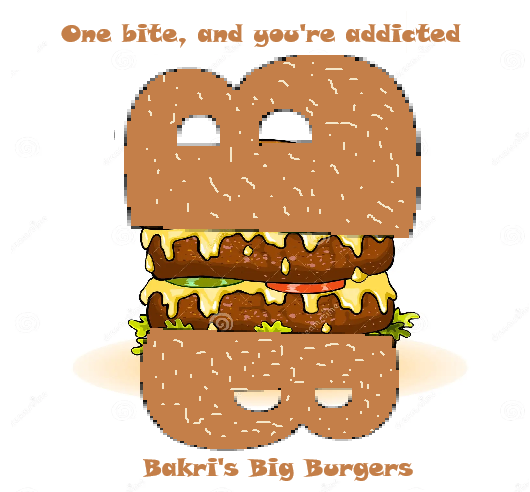 One bite, and you're addicted
Bakri's Big Burgers